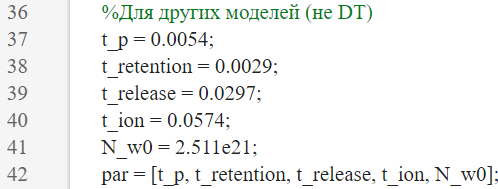 36 %Для других моделей (не DT)
37 t_p = 0.0054;
38 t_retention = 0.0029;
39 t_release = 0.0297;
40 t_ion = 0.0574;
41 N_w0 = 2.511e21;
42 par = [t_p, t_retention, t_release, t_ion, N_w0];